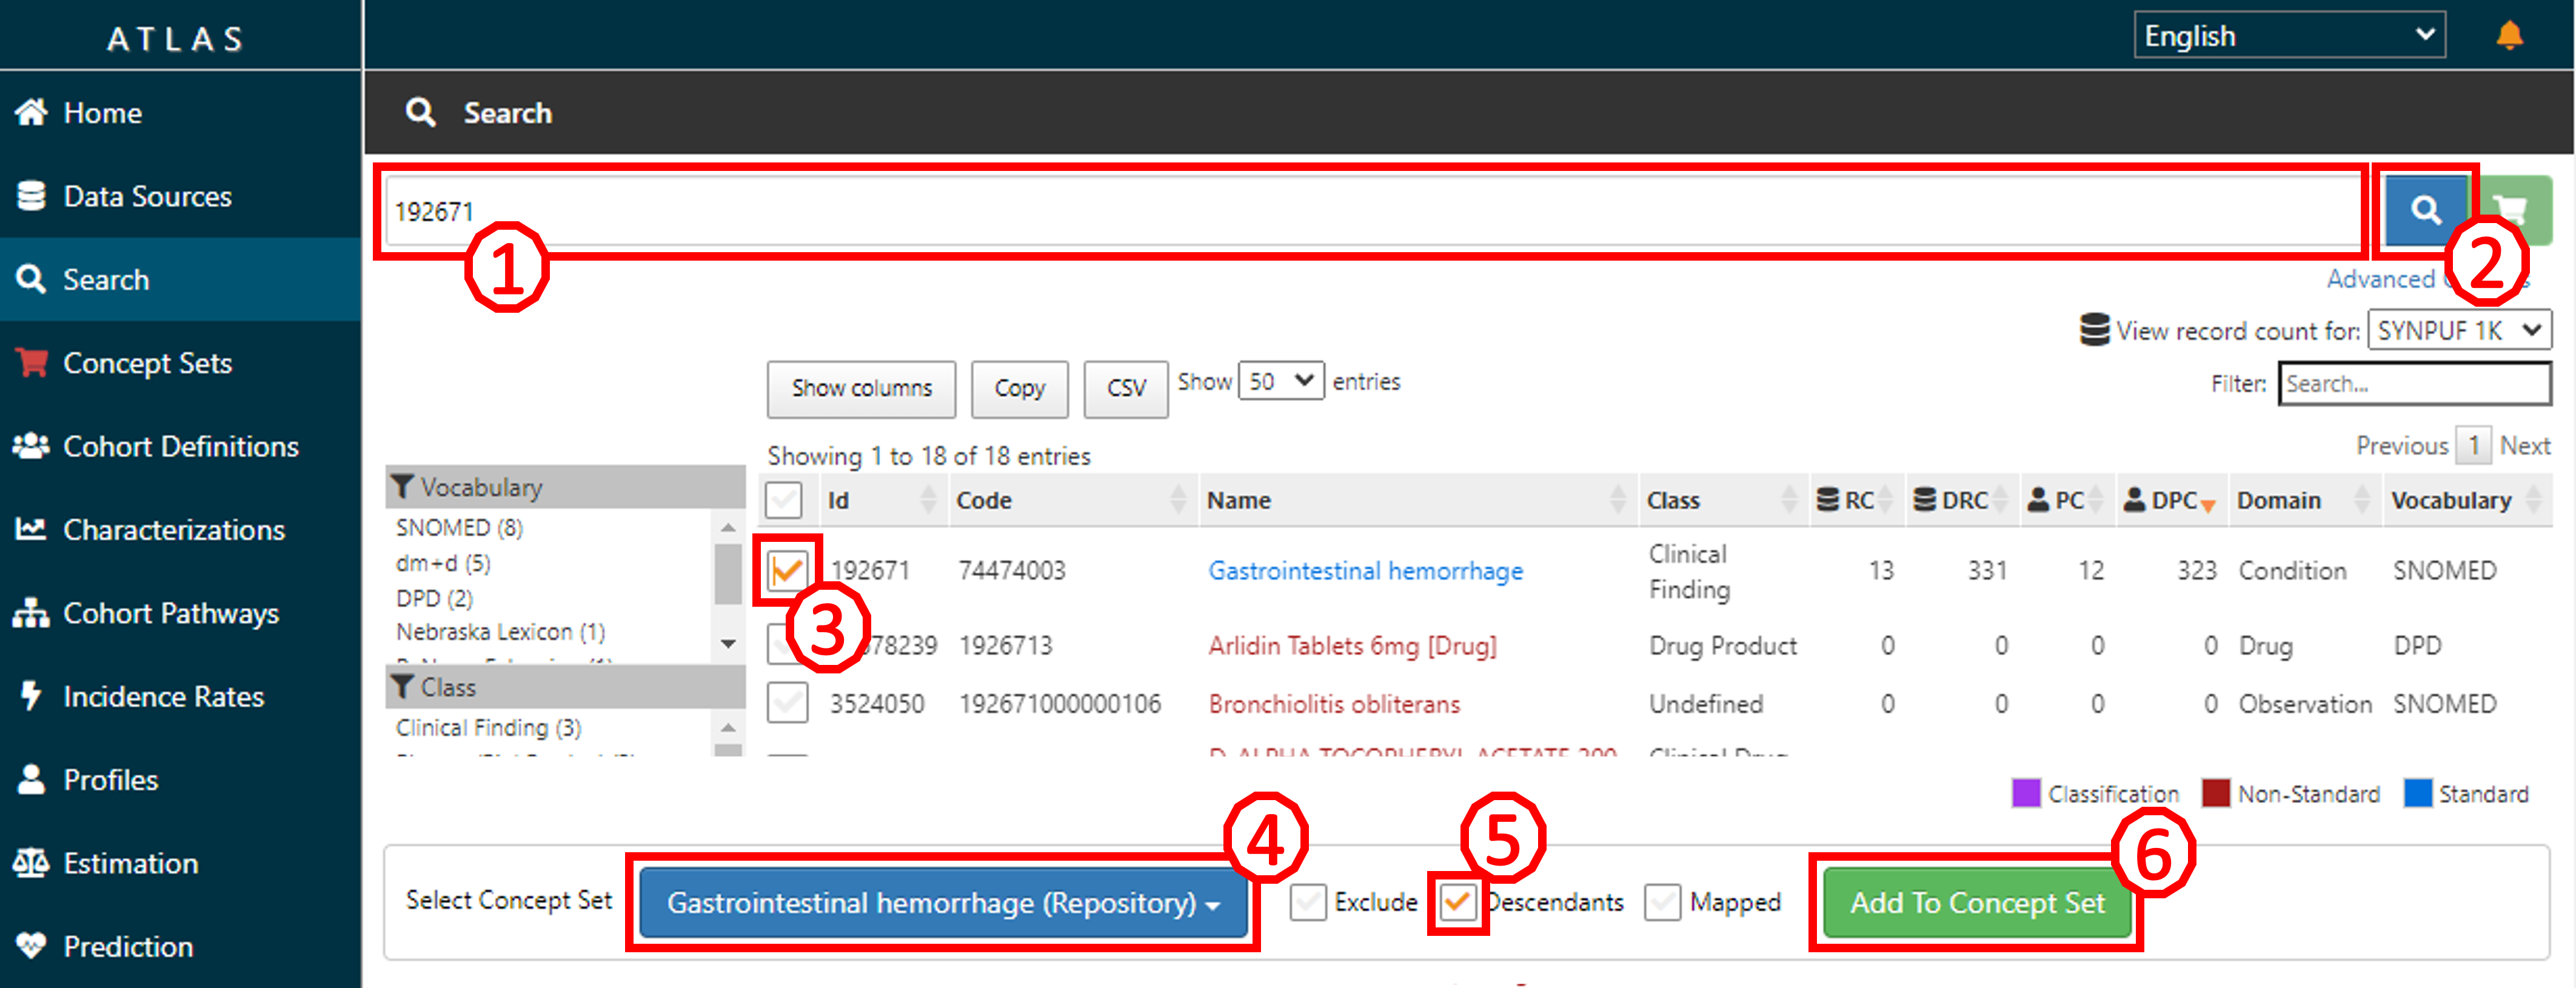 ATLAS
English
Home
Data Sources
Search
Concept Sets
Cohort Definitions
Characterizations
Cohort Pathways
Incidence Rates
Profiles
Estimation
Prediction
Search
192671
1
2
Advanced
View record count for: SYNPUF 1K
Show columns Copy CSV Show 50 entries
Filter: Search...
Previous 1 Next
Showing 1 to 18 of 18 entries
Vocabulary
SNOMED (8)
dm+d (5)
DPD (2)
Nebraska Lexicon (1)
Class
Clinical Finding (3)
Id Code Name Class RC DRC PC DPC Domain Vocabulary
192671 74474003 Gastrointestinal hemorrhage Clinical Finding 13 331 12 323 Condition SNOMED
3
78239 1926713 Arlidin Tablets 6mg [Drug] Drug Product 0 0 0 0 Drug DPD
3524050 192671000000106 Bronchiolitis obliterans Undefined 0 0 0 0 Observation SNOMED
D-ALPHA TOCOPHERYL ACETATE 200 Clinical Drug
Classification Non-Standard Standard
4
5
6
Select Concept Set Gastrointestinal hemorrhage (Repository) Exclude Descendants Mapped Add To Concept Set